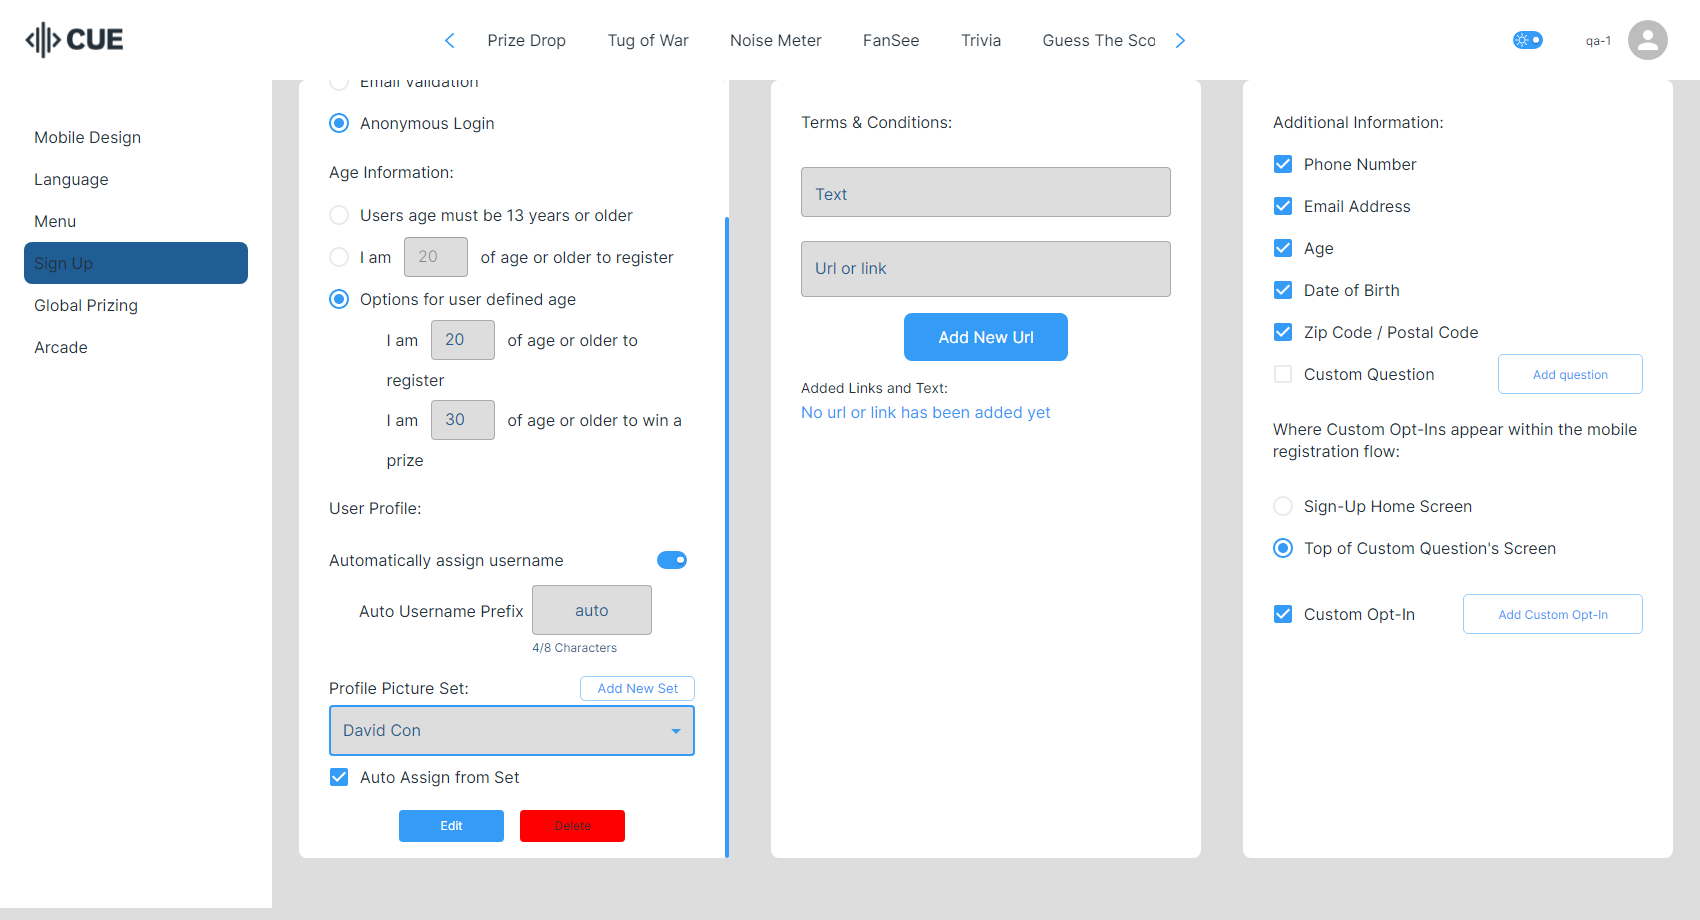 CUE
Prize Drop
Tug of War
Noise Meter
FanSee
Trivia
Guess The Sco
qa-1
Mobile Design
Language
Menu
Sign Up
Global Prizing
Arcade
Email Validation
Anonymous Login
Age Information:
Users age must be 13 years or older
I am 20 of age or older to register
Options for user defined age
I am 20 of age or older to
register
I am 30 of age or older to win a
prize
User Profile:
Automatically assign username
Auto Username Prefix auto
4/8 Characters
Profile Picture Set:
Add New Set
David Con
Auto Assign from Set
Edit
Delete
Terms & Conditions:
Text
Url or link
Add New Url
Added Links and Text:
No url or link has been added yet
Additional Information:
Phone Number
Email Address
Age
Date of Birth
Zip Code / Postal Code
Custom Question
Add question
Where Custom Opt-Ins appear within the mobile
registration flow:
Sign-Up Home Screen
Top of Custom Question's Screen
Custom Opt-In
Add Custom Opt-In